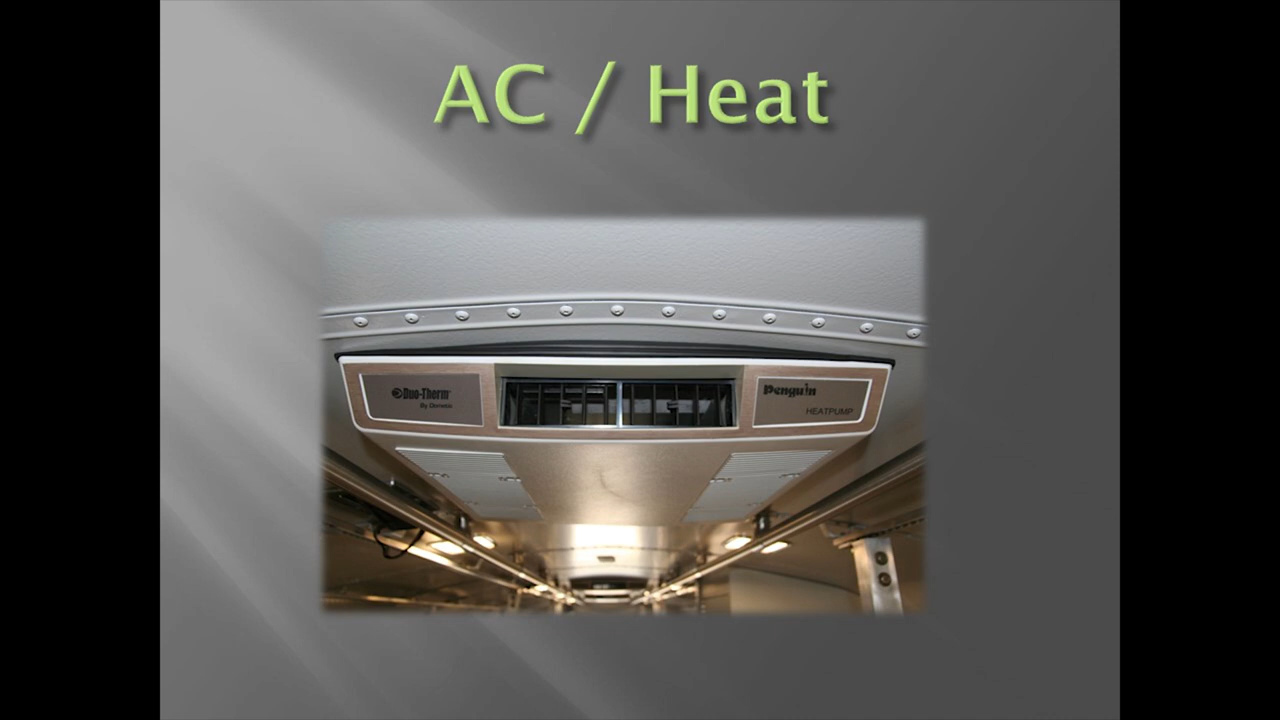 AC / Heat
Duo-Therm
By Dometic
Penguin
HEATPUMP